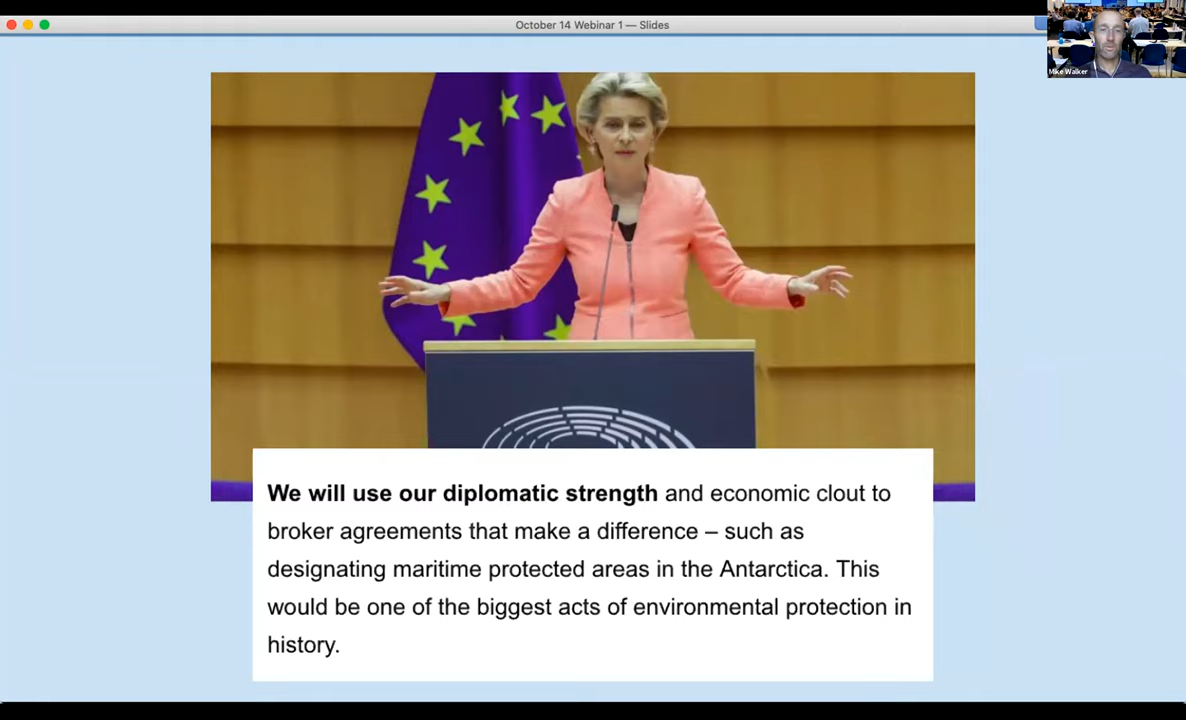 October 14 Webinar 1 — Slides
Mike Walker
We will use our diplomatic strength and economic clout to
broker agreements that make a difference – such as
designating maritime protected areas in the Antarctica. This
would be one of the biggest acts of environmental protection in
history.